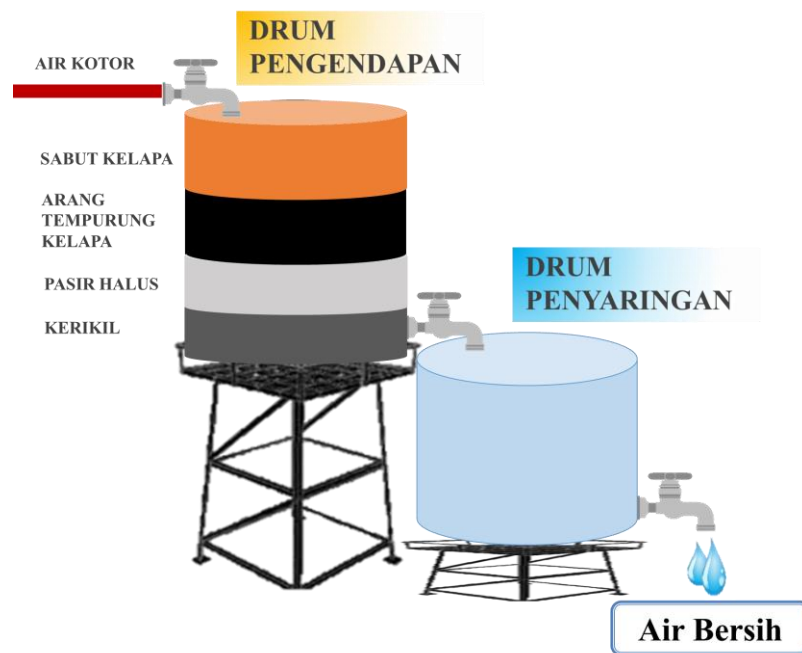 DRUM
PENGENDAPAN
AIR KOTOR
SABUT KELAPA
ARANG
TEMPURUNG
KELAPA
PASIR HALUS
KERIKIL
DRUM
PENYARINGAN
Air Bersih